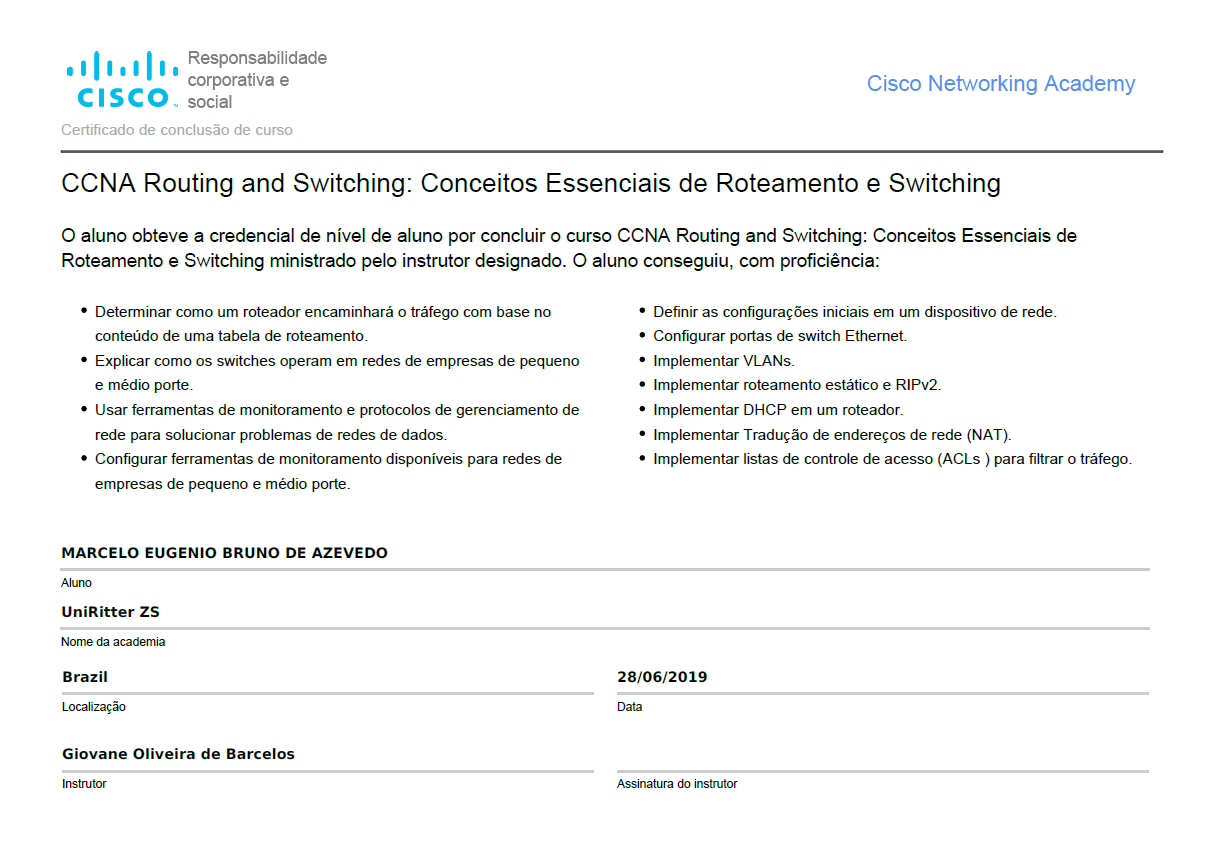 CISCO
Responsabilidade
corporativa e
social
Cisco Networking Academy
Certificado de conclusão de curso
CCNA Routing and Switching: Conceitos Essenciais de Roteamento e Switching
O aluno obteve a credencial de nível de aluno por concluir o curso CCNA Routing and Switching: Conceitos Essenciais de
Roteamento e Switching ministrado pelo instrutor designado. O aluno conseguiu, com proficiência:
• Determinar como um roteador encaminhará o tráfego com base no
conteúdo de uma tabela de roteamento.
• Explicar como os switches operam em redes de empresas de pequeno
e médio porte.
• Usar ferramentas de monitoramento e protocolos de gerenciamento de
rede para solucionar problemas de redes de dados.
• Configurar ferramentas de monitoramento disponíveis para redes de
empresas de pequeno e médio porte.
• Definir as configurações iniciais em um dispositivo de rede.
• Configurar portas de switch Ethernet.
• Implementar VLANs.
• Implementar roteamento estático e RIPv2.
• Implementar DHCP em um roteador.
• Implementar Tradução de endereços de rede (NAT).
• Implementar listas de controle de acesso (ACLs ) para filtrar o tráfego.
MARCELO EUGENIO BRUNO DE AZEVEDO
Aluno
UniRitter ZS
Nome da academia
Brazil
Localização
28/06/2019
Data
Giovane Oliveira de Barcelos
Instrutor
Assinatura do instrutor